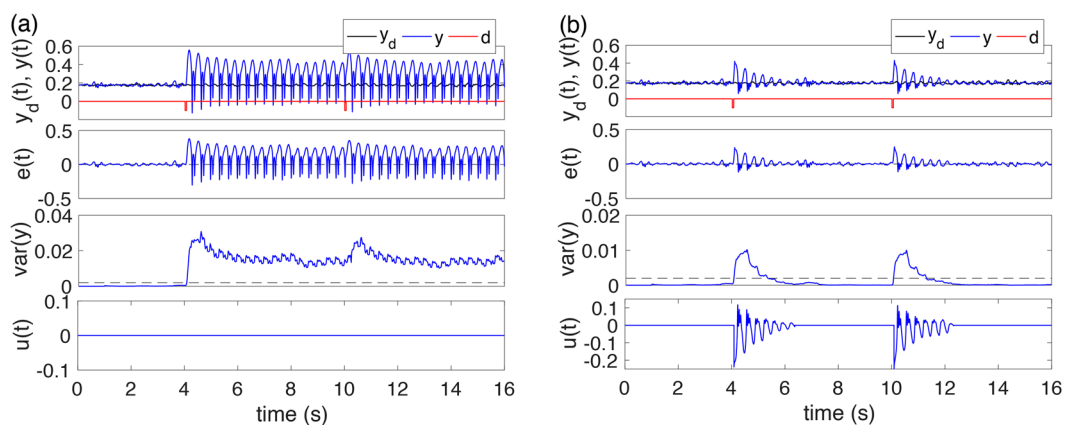 (a)
y_d y d
y_d(t), y(t)
0.6
0.4
0.2
0
e(t)
0.5
0
-0.5
var(y)
0.04
0.02
0
u(t)
0.1
0
-0.1
0 2 4 6 8 10 12 14 16
time (s)
(b)
y_d y d
y_d(t), y(t)
0.6
0.4
0.2
0
e(t)
0.5
0
-0.5
var(y)
0.02
0.01
0
u(t)
0.1
0
-0.1
-0.2
0 2 4 6 8 10 12 14 16
time (s)